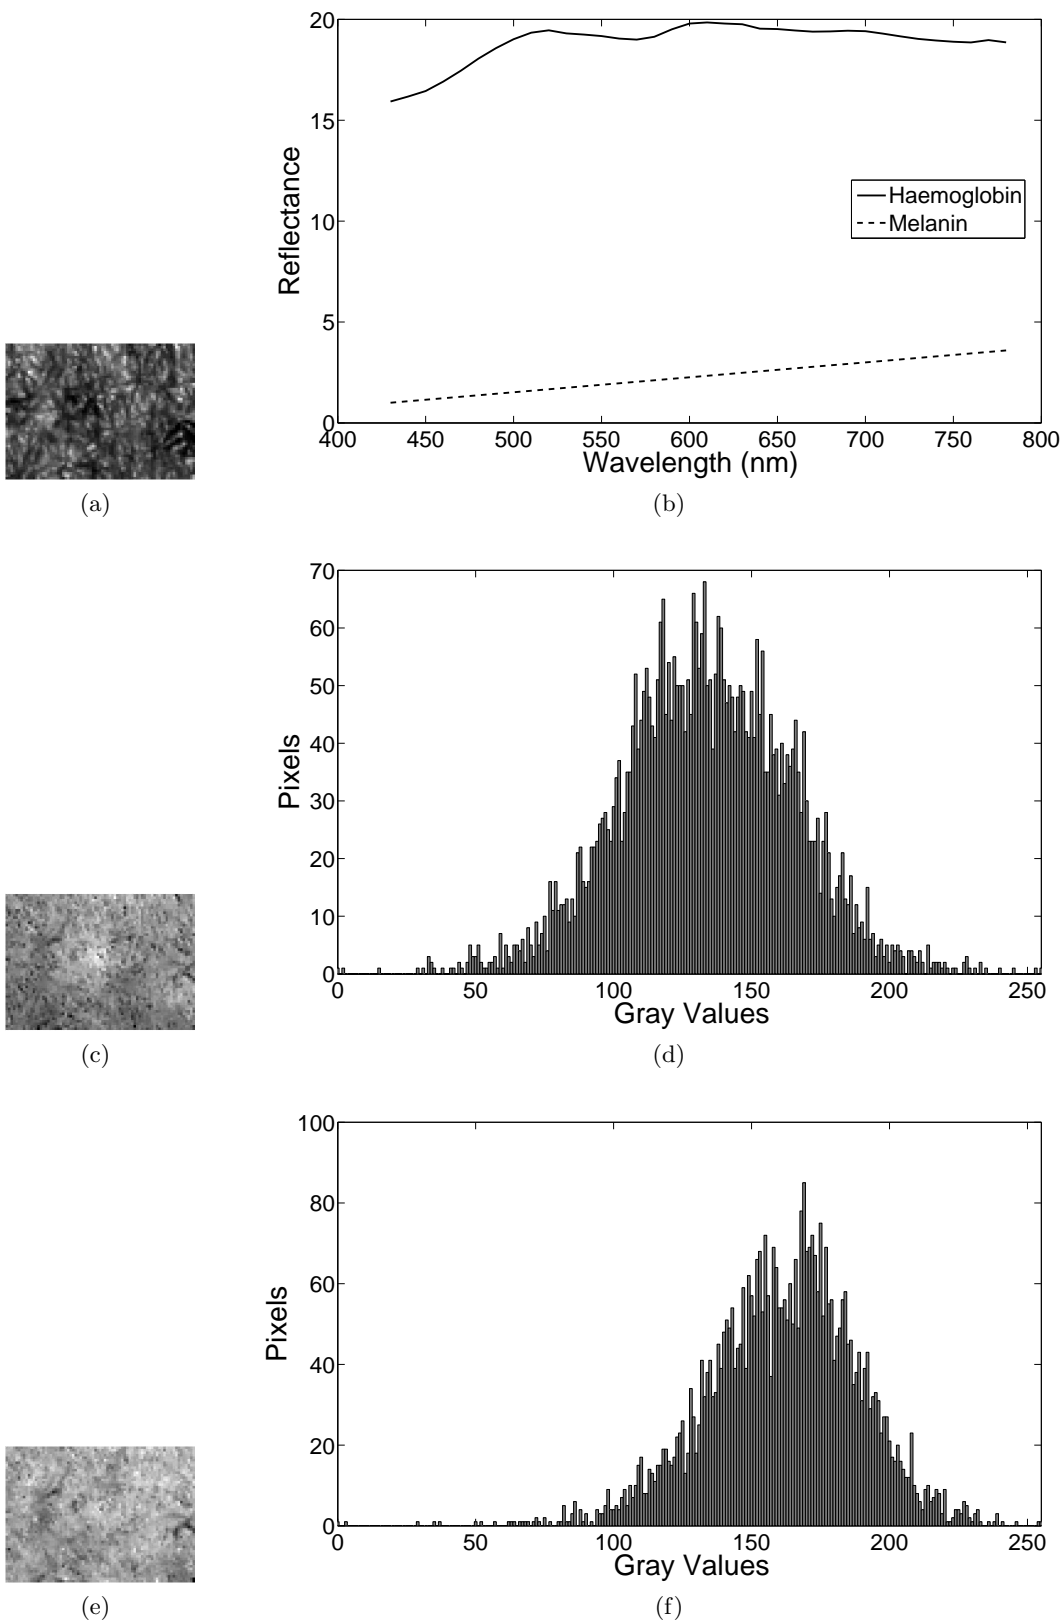 20
15
10
5
0
Reflectance
Haemoglobin
Melanin
400 450 500 550 600 650 700 750 800
Wavelength (nm)
(a)
(b)
70
60
50
40
30
20
10
0
Pixels
0 50 100 150 200 250
Gray Values
(c)
(d)
100
80
60
40
20
0
Pixels
0 50 100 150 200 250
Gray Values
(e)
(f)